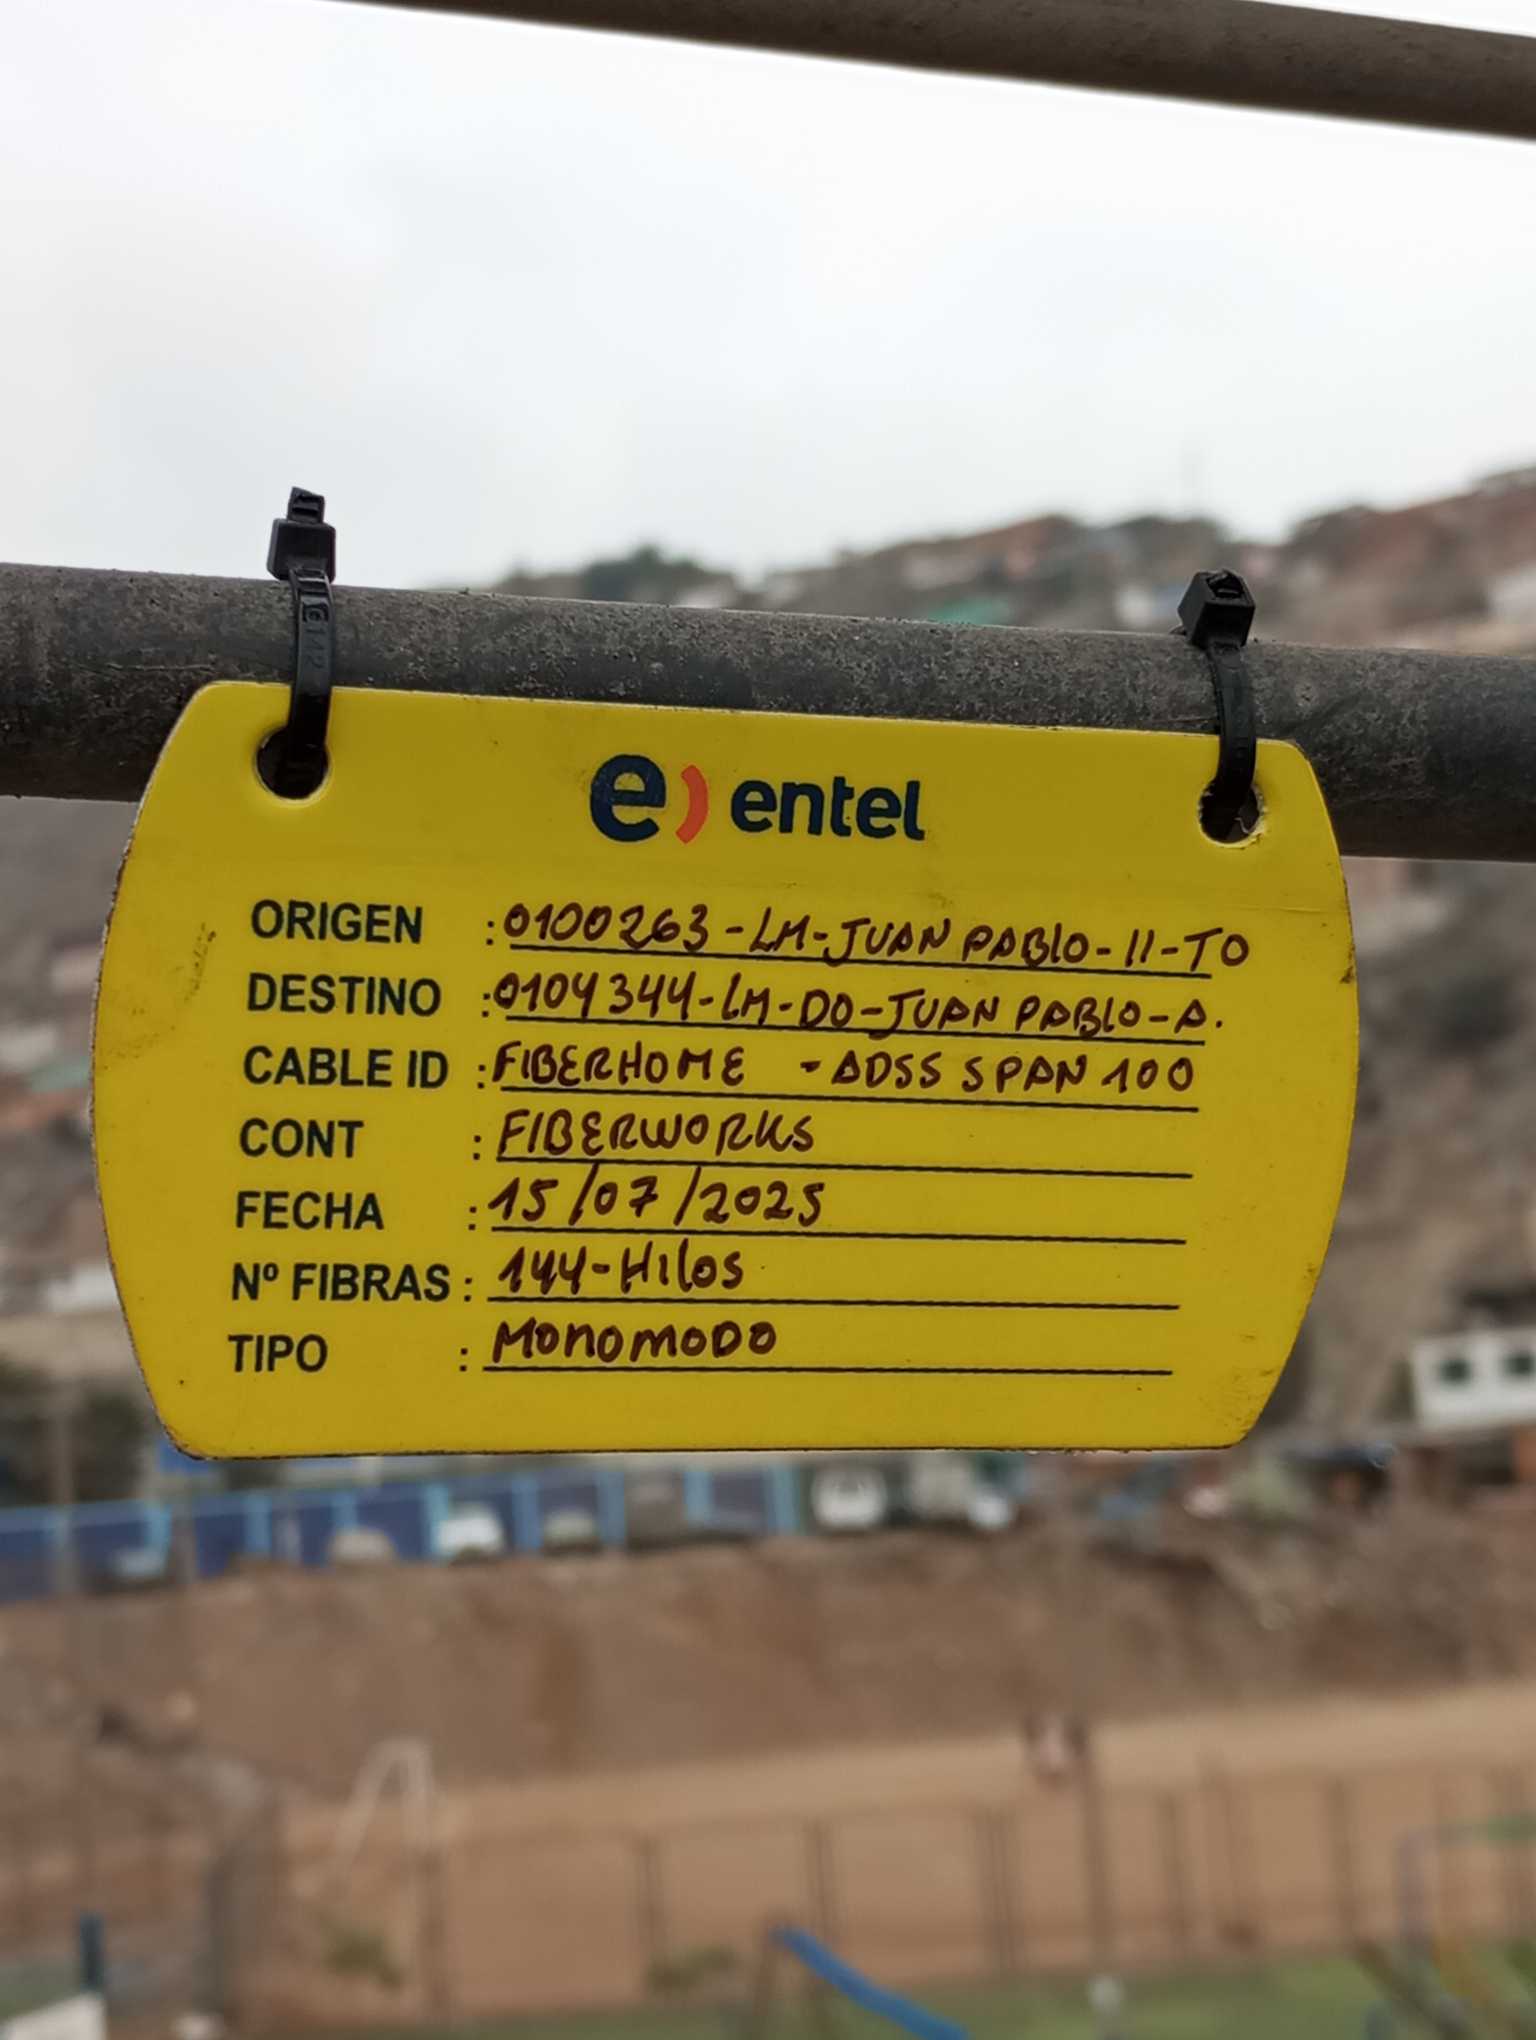 e) entel
ORIGEN : 0100263-LM-JUAN PABLO-II-TO
DESTINO : 0104344-LM-DO-JUAN PABLO-A.
CABLE ID : FIBERHOME - ADSS SPAN 100
CONT : FIBERWORKS
FECHA : 15/07/2025
Nº FIBRAS : 144-HILOS
TIPO : MONOMODO